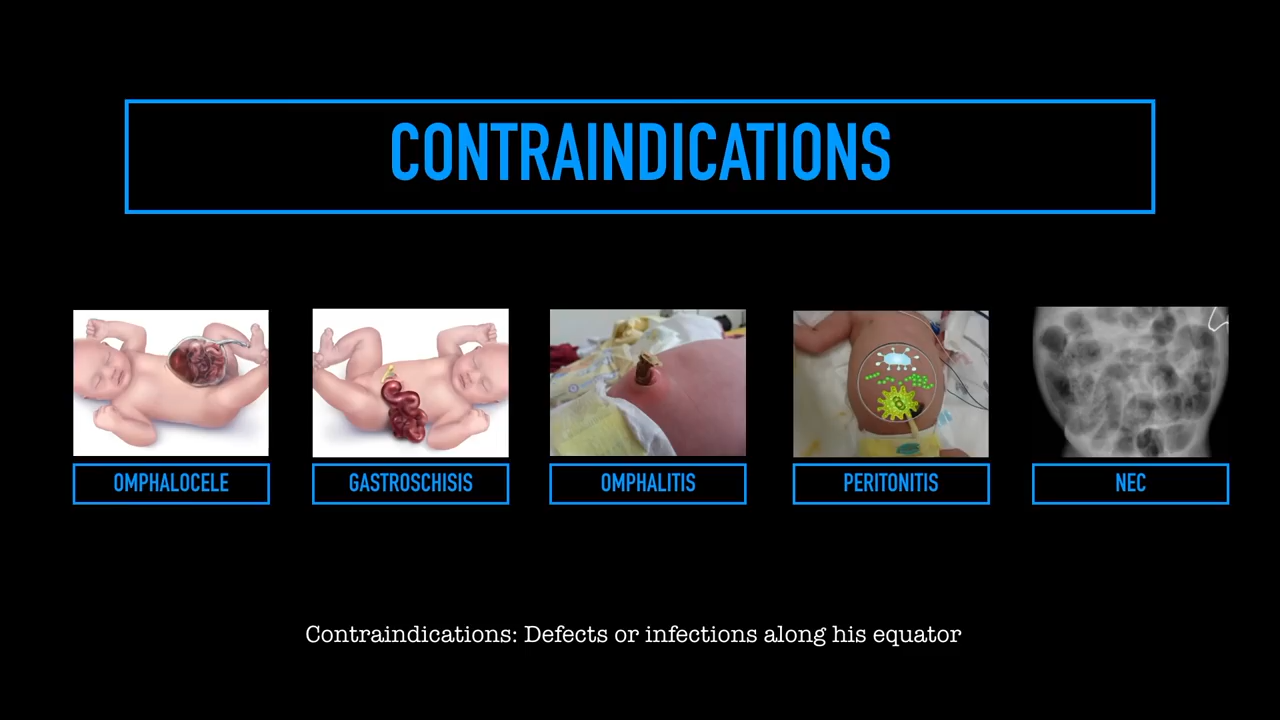 CONTRAINDICATIONS
OMPHALOCELE
GASTROSCHISIS
OMPHALITIS
PERITONITIS
NEC
Contraindications: Defects or infections along his equator